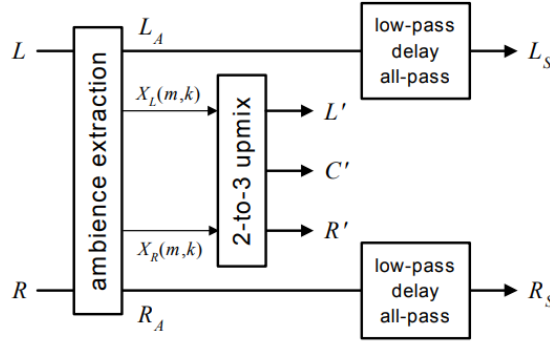 L
ambience extraction
L_A
X_L(m,k)
X_R(m,k)
2-to-3 upmix
L'
C'
R'
low-pass
delay
all-pass
L_S
R
R_A
low-pass
delay
all-pass
R_S